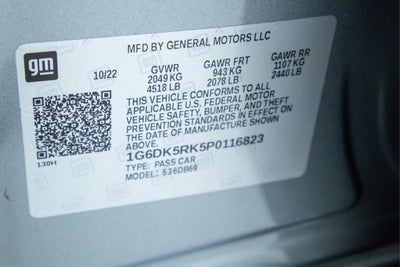 gm
MFD BY GENERAL MOTORS LLC
10/22 GVWR GAWR FRT GAWR RR
2049 KG 943 KG 1107 KG
4518 LB 2078 LB 2440 LB
THIS VEHICLE CONFORMS TO ALL
APPLICABLE U.S. FEDERAL MOTOR
VEHICLE SAFETY, BUMPER, AND THEFT
PREVENTION STANDARDS IN EFFECT ON
THE DATE OF MANUFACTURE SHOWN
ABOVE.
130H
1G6DK5RK5P0116823
TYPE: PASS CAR
MODEL: 536DB69